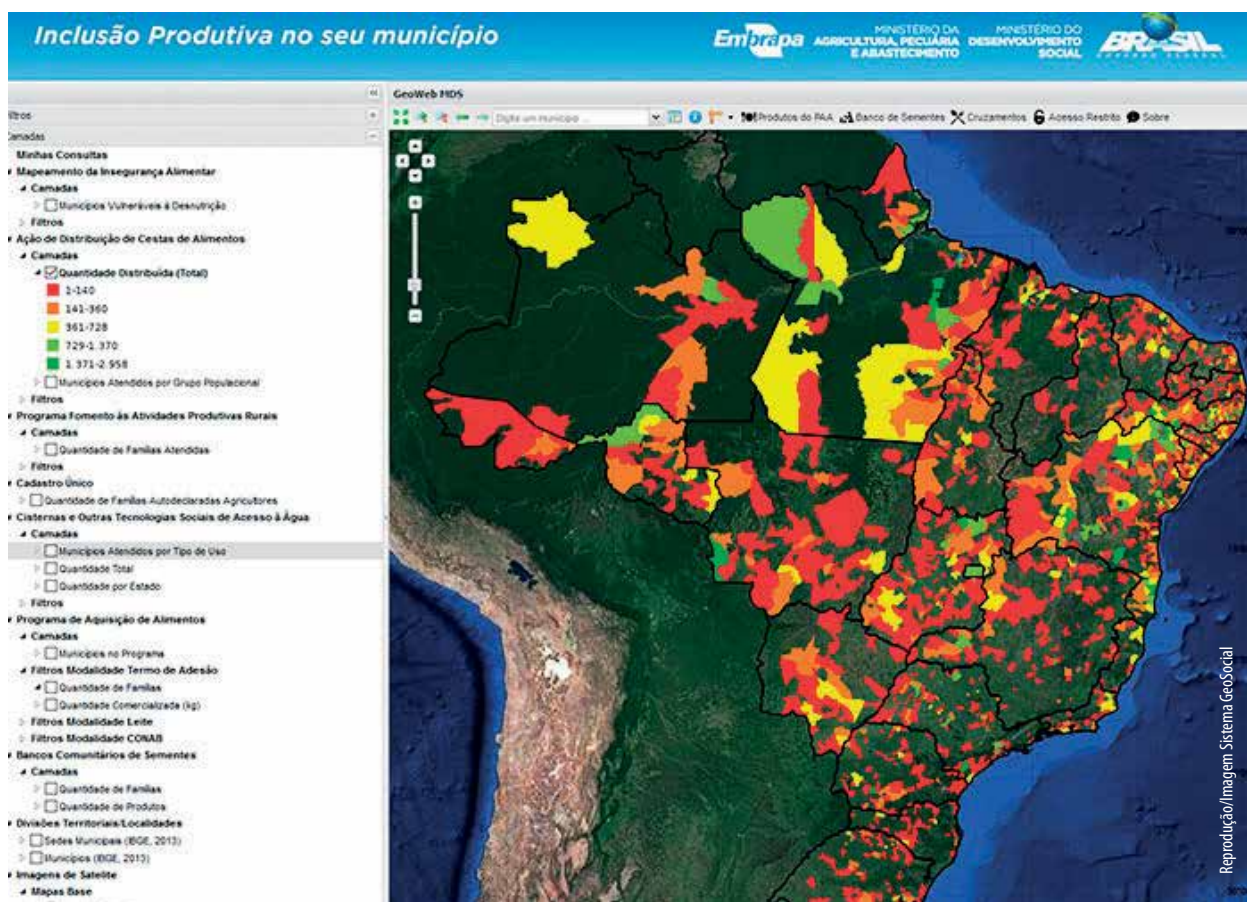 Inclusão Produtiva no seu município
Embrapa
MINISTÉRIO DA
AGRICULTURA, PECUÁRIA
E ABASTECIMENTO
MINISTÉRIO DO
DESENVOLVIMENTO
SOCIAL
BRASIL
GOVERNO FEDERAL
GeoWeb MDS
Digite um município ...
Produtos do PAA
Banco de Sementes
Cruzamentos
Acesso Restrito
Sobre
Minhas Consultas
Mapeamento da Insegurança Alimentar
Camadas
Municípios Vulneráveis à Desnutrição
Filtros
Ação de Distribuição de Cestas de Alimentos
Camadas
Quantidade Distribuída (Total)
1-140
141-360
361-728
729-1.370
1.371-2.958
Municípios Atendidos por Grupo Populacional
Filtros
Programa Fomento às Atividades Produtivas Rurais
Camadas
Quantidade de Famílias Atendidas
Filtros
Cadastro Único
Quantidade de Famílias Autodeclaradas Agricultores
Cisternas e Outras Tecnologias Sociais de Acesso à Água
Camadas
Municípios Atendidos por Tipo de Uso
Quantidade Total
Quantidade por Estado
Filtros
Programa de Aquisição de Alimentos
Camadas
Municípios no Programa
Filtros Modalidade Termo de Adesão
Quantidade de Famílias
Quantidade Comercializada (kg)
Filtros Modalidade Leite
Filtros Modalidade CONAB
Bancos Comunitários de Sementes
Camadas
Quantidade de Famílias
Quantidade de Produtos
Divisões Territoriais/Localidades
Sedes Municipais (IBGE, 2013)
Municípios (IBGE, 2013)
Imagens de Satelite
Mapas Base
Reprodução/Imagem Sistema GeoSocial